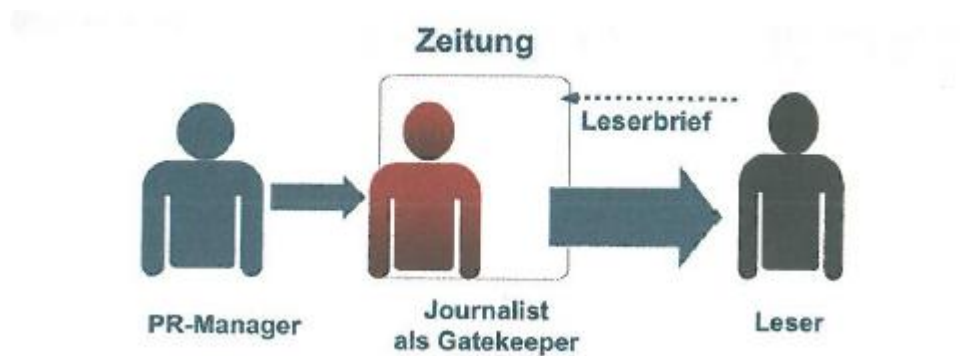 Zeitung
Leserbrief
PR-Manager
Journalist
als Gatekeeper
Leser